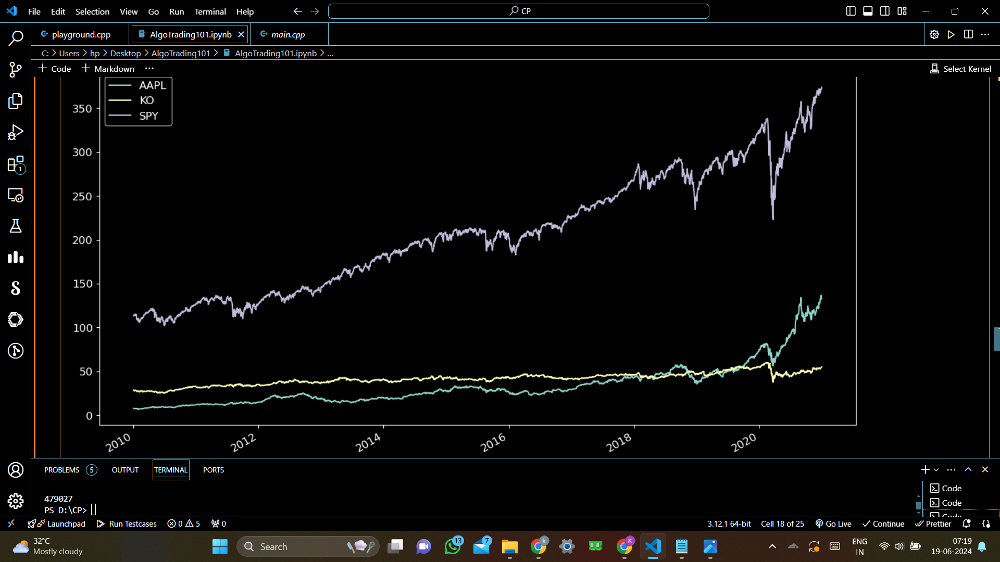 File Edit Selection View Go Run Terminal Help
CP
playground.cpp
AlgoTrading101.ipynb
main.cpp
C: > Users > hp > Desktop > AlgoTrading101 > AlgoTrading101.ipynb > ...
+ Code + Markdown ...
Select Kernel
AAPL
KO
SPY
350
300
250
200
150
100
50
0
2010 2012 2014 2016 2018 2020
1
PROBLEMS 5 OUTPUT TERMINAL PORTS
479027
PS D:\CP>
Code
Code
Code
Launchpad Run Testcases 0 5 0
3.12.1 64-bit Cell 18 of 25 Go Live Continue Prettier
32°C
Mostly cloudy
Search
13
7
k
K
ENG
IN
07:19
19-06-2024